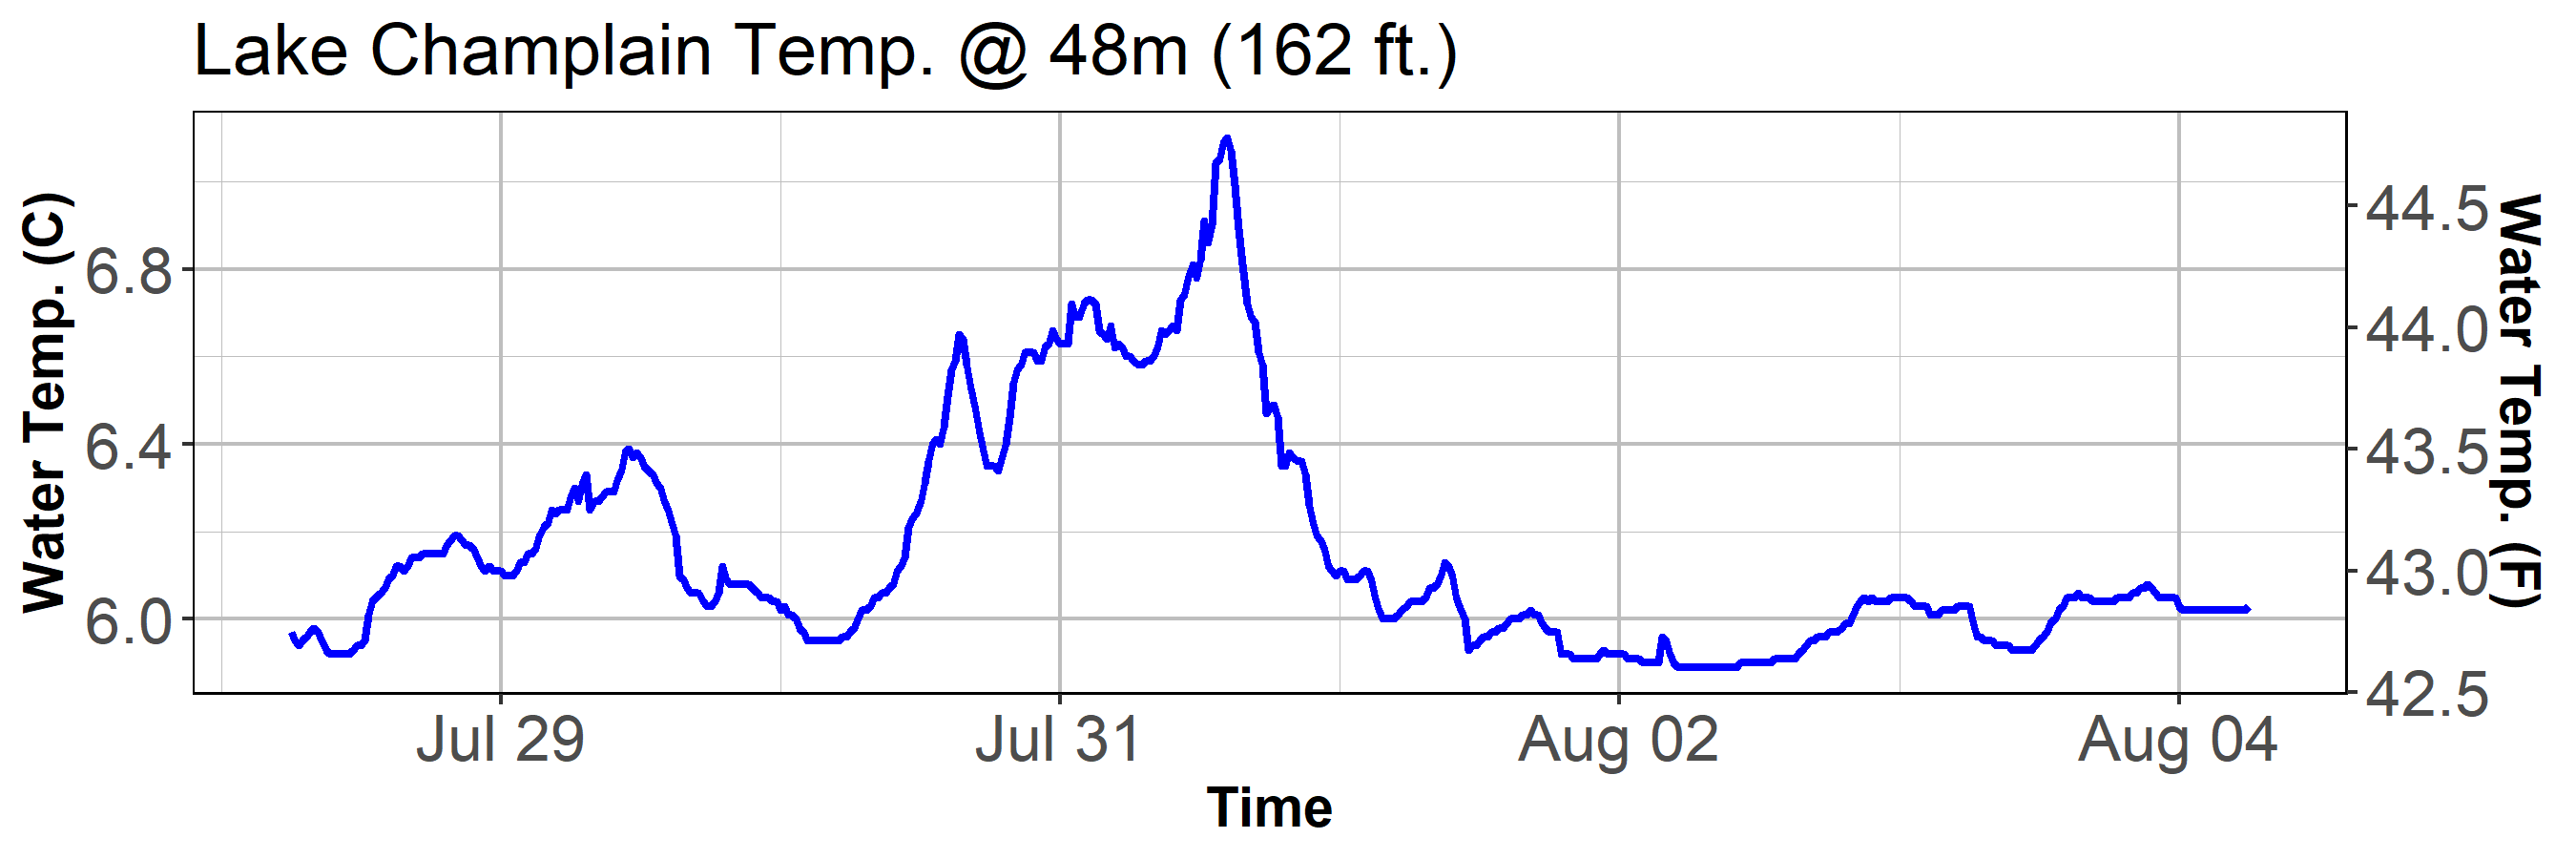 Lake Champlain Temp. @ 48m (162 ft.)
Water Temp. (C)
6.8
6.4
6.0
44.5
44.0
43.5
43.0
42.5
Water Temp. (F)
Jul 29
Jul 31
Aug 02
Aug 04
Time